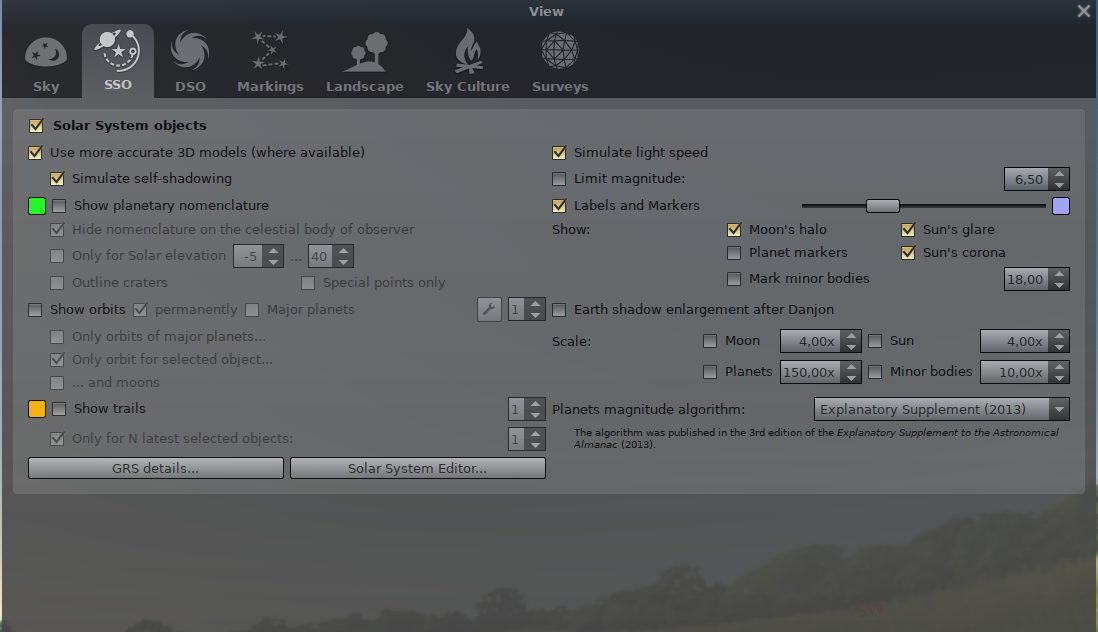 View
Sky
SSO
DSO
Markings
Landscape
Sky Culture
Surveys
Solar System objects
Use more accurate 3D models (where available)
Simulate self-shadowing
Show planetary nomenclature
Hide nomenclature on the celestial body of observer
Only for Solar elevation -5 ... 40
Outline craters Special points only
Show orbits permanently Major planets 1
Only orbits of major planets...
Only orbit for selected object...
... and moons
Show trails 1
Only for N latest selected objects: 1
GRS details... Solar System Editor...
Simulate light speed
Limit magnitude: 6,50
Labels and Markers
Show: Moon's halo Sun's glare
Planet markers Sun's corona
Mark minor bodies 18,00
Earth shadow enlargement after Danjon
Scale: Moon 4,00x Sun 4,00x
Planets 150,00x Minor bodies 10,00x
Planets magnitude algorithm: Explanatory Supplement (2013)
The algorithm was published in the 3rd edition of the Explanatory Supplement to the Astronomical
Almanac (2013).